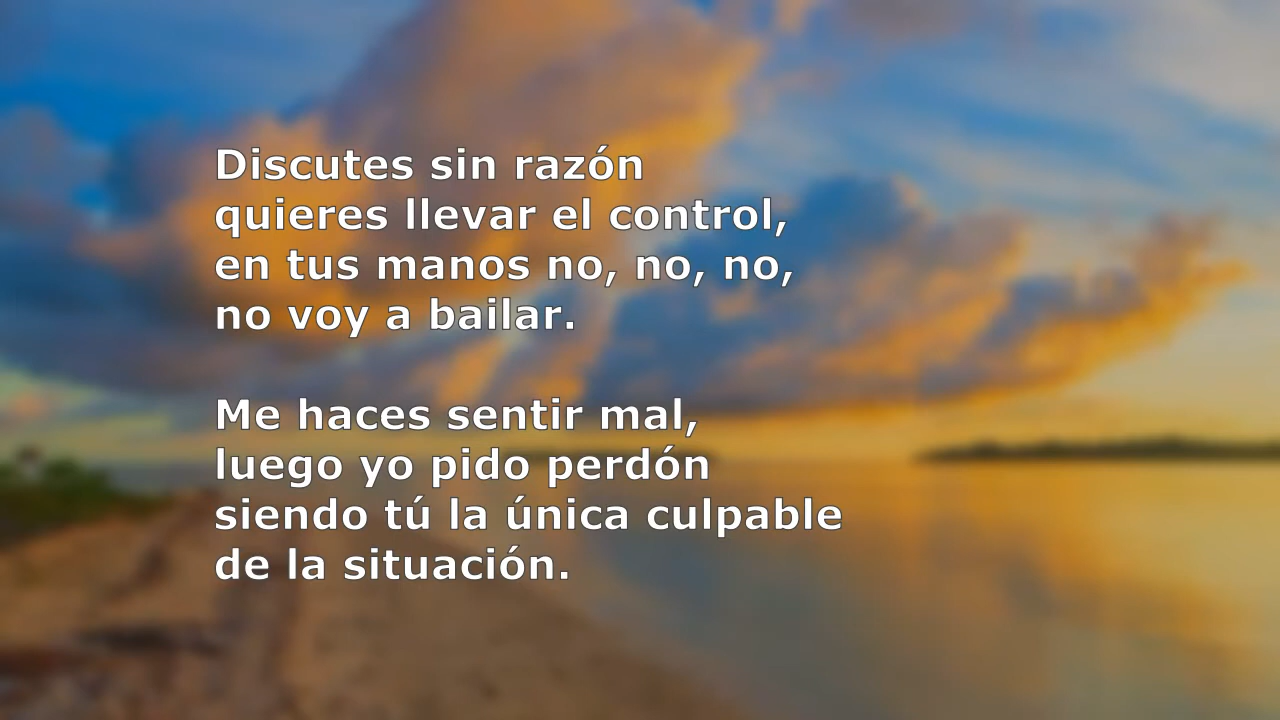 Discutes sin razón
quieres llevar el control,
en tus manos no, no, no,
no voy a bailar.

Me haces sentir mal,
luego yo pido perdón
siendo tú la única culpable
de la situación.